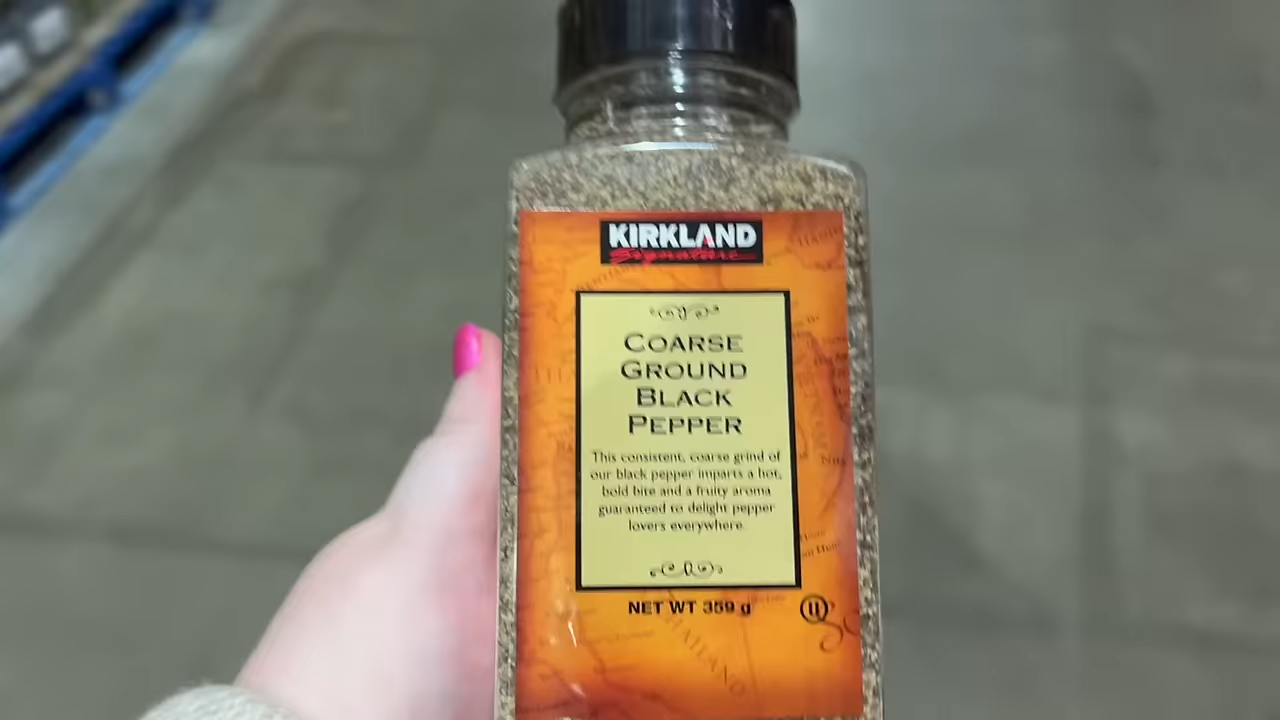 KIRKLAND
Signature
COARSE
GROUND
BLACK
PEPPER
This consistent, coarse grind of
our black pepper imparts a hot,
bold bite and a fruity aroma
guaranteed to delight pepper
lovers everywhere.
NET WT 359 g
U
THAILAND